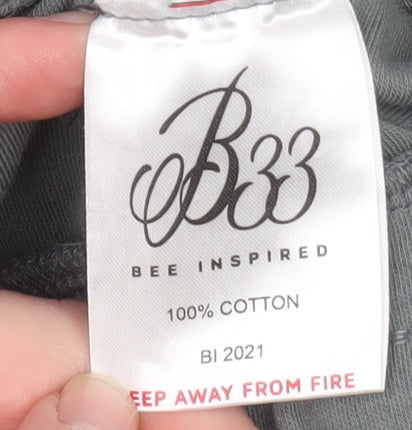 B33
BEE INSPIRED
100% COTTON
BI 2021
EEP AWAY FROM FIRE